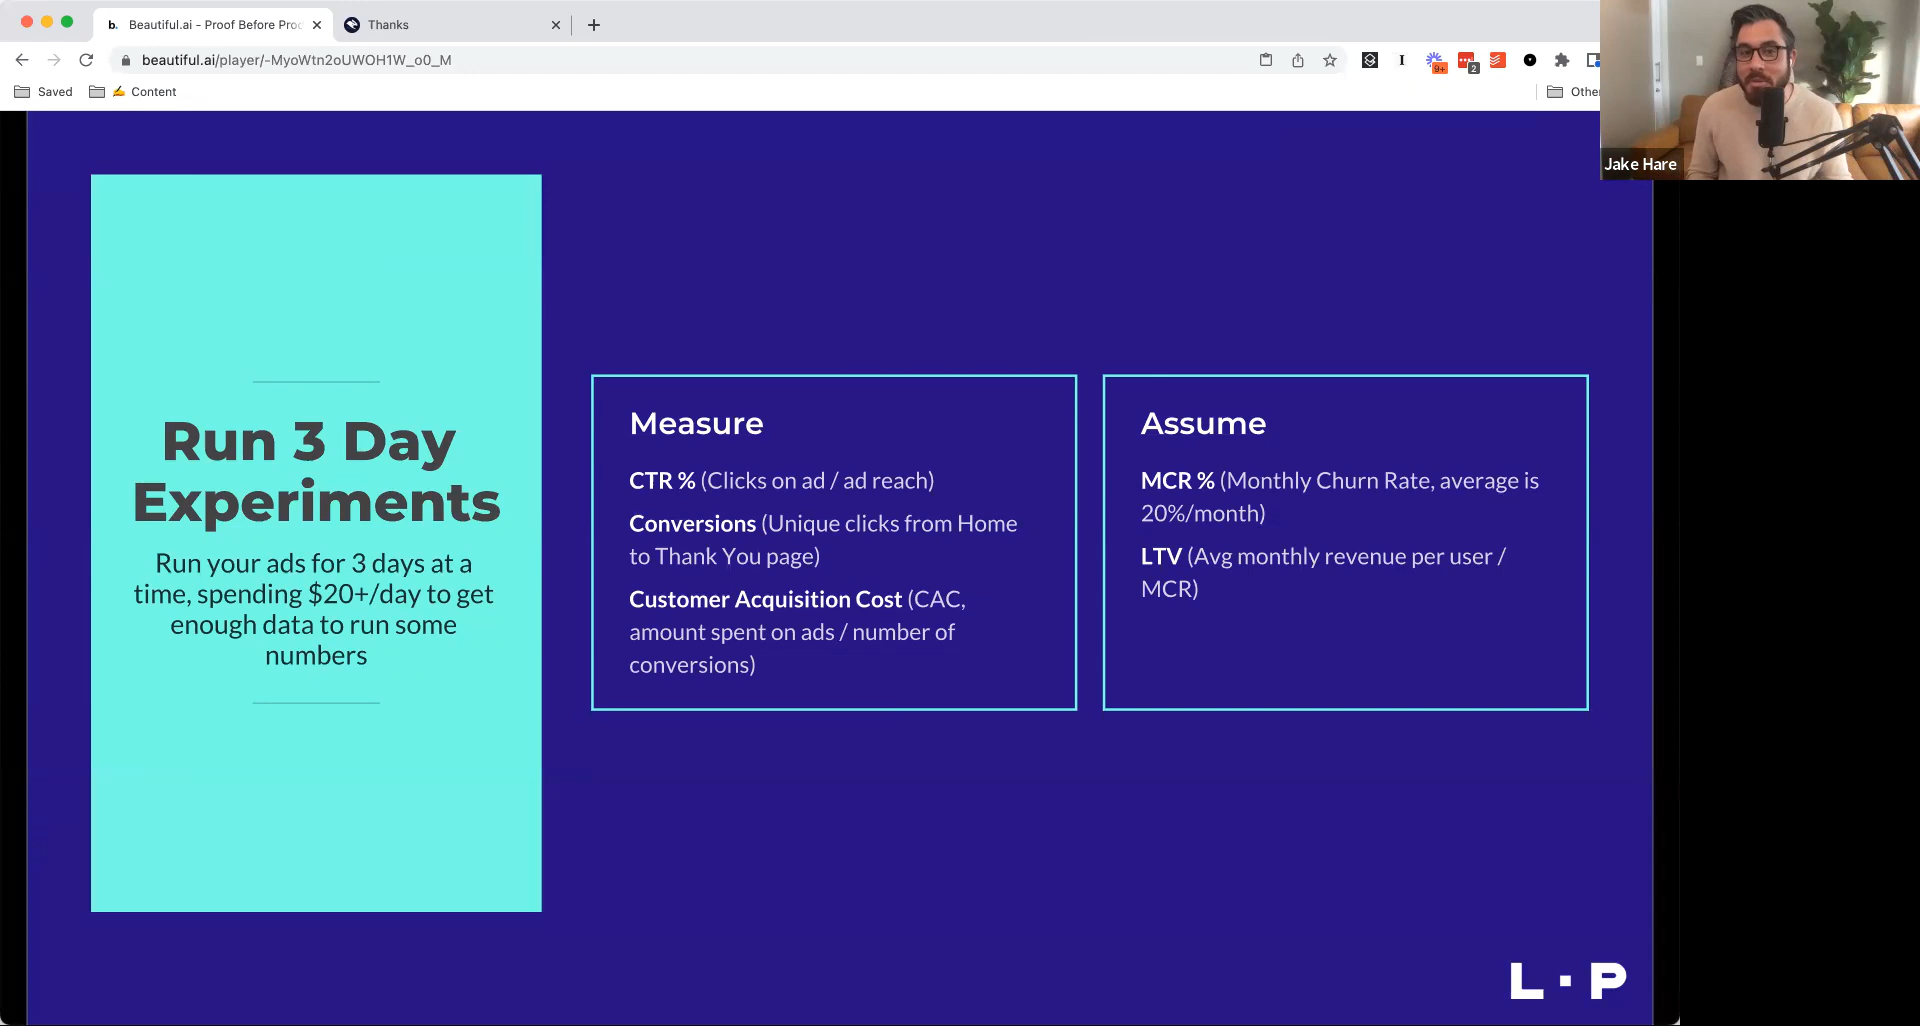 Beautiful.ai - Proof Before Proc
Thanks
beautiful.ai/player/-MyoWtn2oUWOH1W_o0_M
9+
2
Saved
✍ Content
Other
Jake Hare
Run 3 Day
Experiments
Run your ads for 3 days at a
time, spending $20+/day to get
enough data to run some
numbers
Measure
CTR % (Clicks on ad / ad reach)
Conversions (Unique clicks from Home
to Thank You page)
Customer Acquisition Cost (CAC,
amount spent on ads / number of
conversions)
Assume
MCR % (Monthly Churn Rate, average is
20%/month)
LTV (Avg monthly revenue per user /
MCR)
L · P